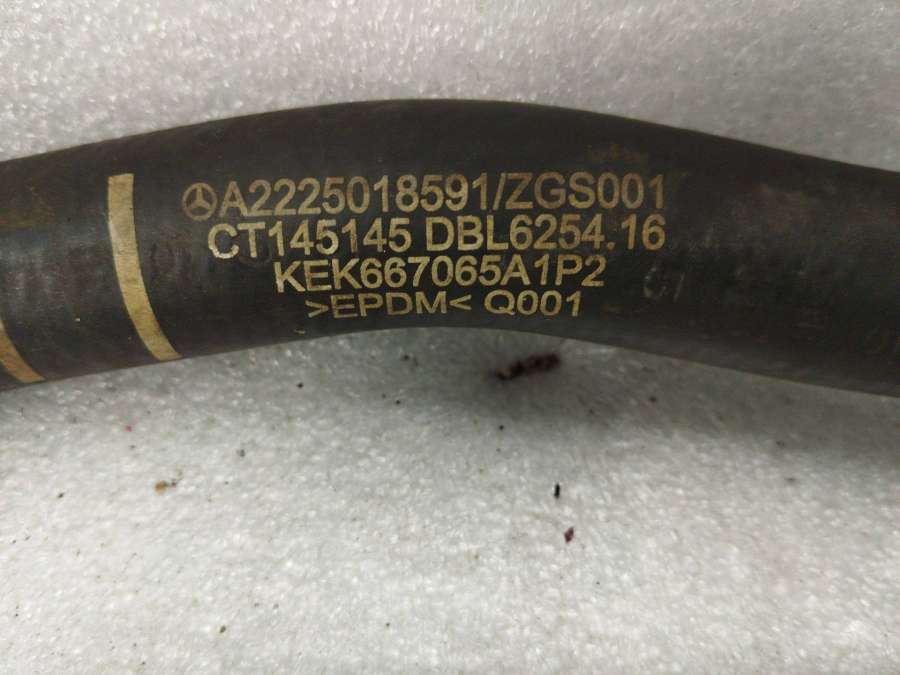 A2225018591/ZGS001
CT145145 DBL6254.16
KEK667065A1P2
>EPDM< Q001